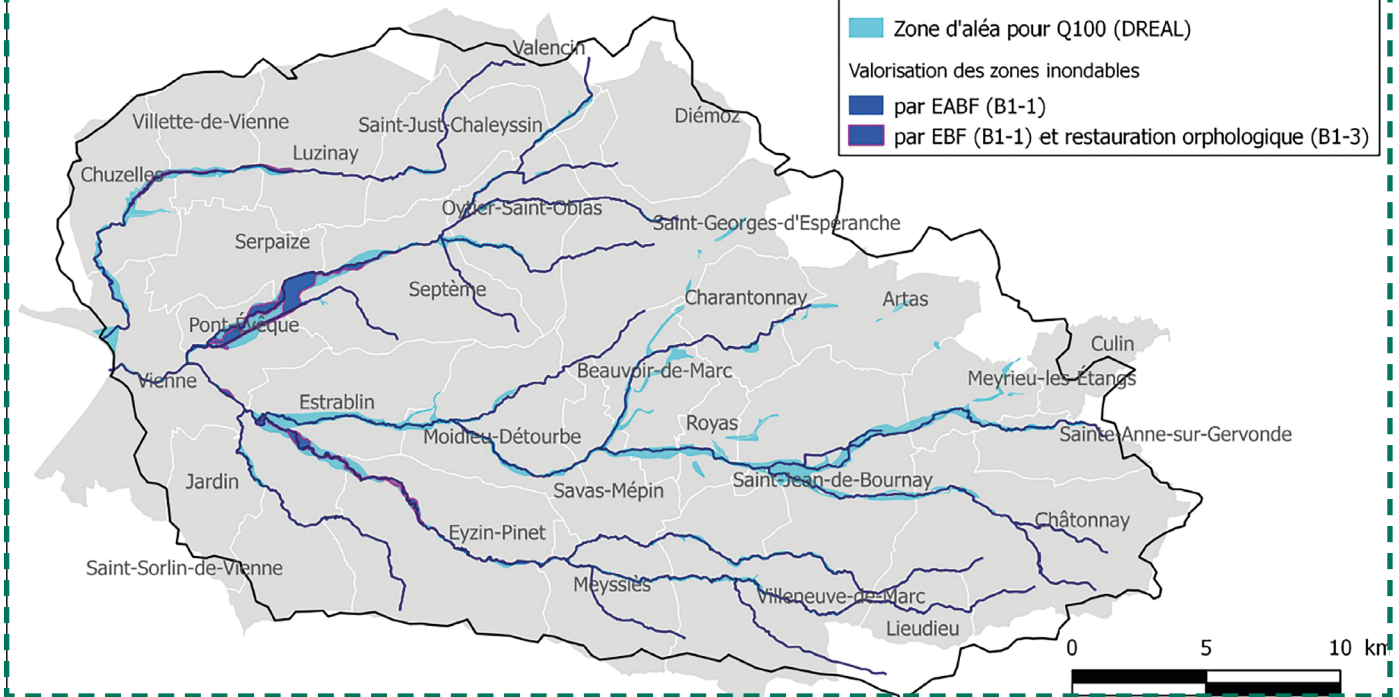 Zone d'aléa pour Q100 (DREAL)
Valorisation des zones inondables
par EABF (B1-1)
par EBF (B1-1) et restauration orphologique (B1-3)
Valencin
Diémoz
Villette-de-Vienne
Saint-Just-Chaleyssin
Luzinay
Chuzelles
Oytier-Saint-Oblas
Saint-Georges-d'Espéranche
Serpaize
Septème
Charantonnay
Artas
Pont-Évêque
Culin
Beauvoir-de-Marc
Meyrieu-les-Étangs
Vienne
Estrablin
Royas
Moidieu-Détourbe
Sainte-Anne-sur-Gervonde
Jardin
Savas-Mépin
Saint-Jean-de-Bournay
Châtonnay
Eyzin-Pinet
Saint-Sorlin-de-Vienne
Meyssiès
Villeneuve-de-Marc
Lieudieu
0 5 10 km